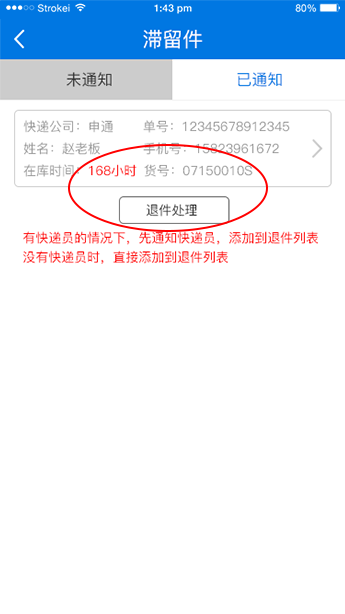 Strokei 1:43 pm 80%
滞留件
未通知 已通知
快递公司：申通 单号：12345678912345
姓名：赵老板 手机号：15823961672
在库时间：168小时 货号：07150010S
退件处理
有快递员的情况下，先通知快递员，添加到退件列表
没有快递员时，直接添加到退件列表